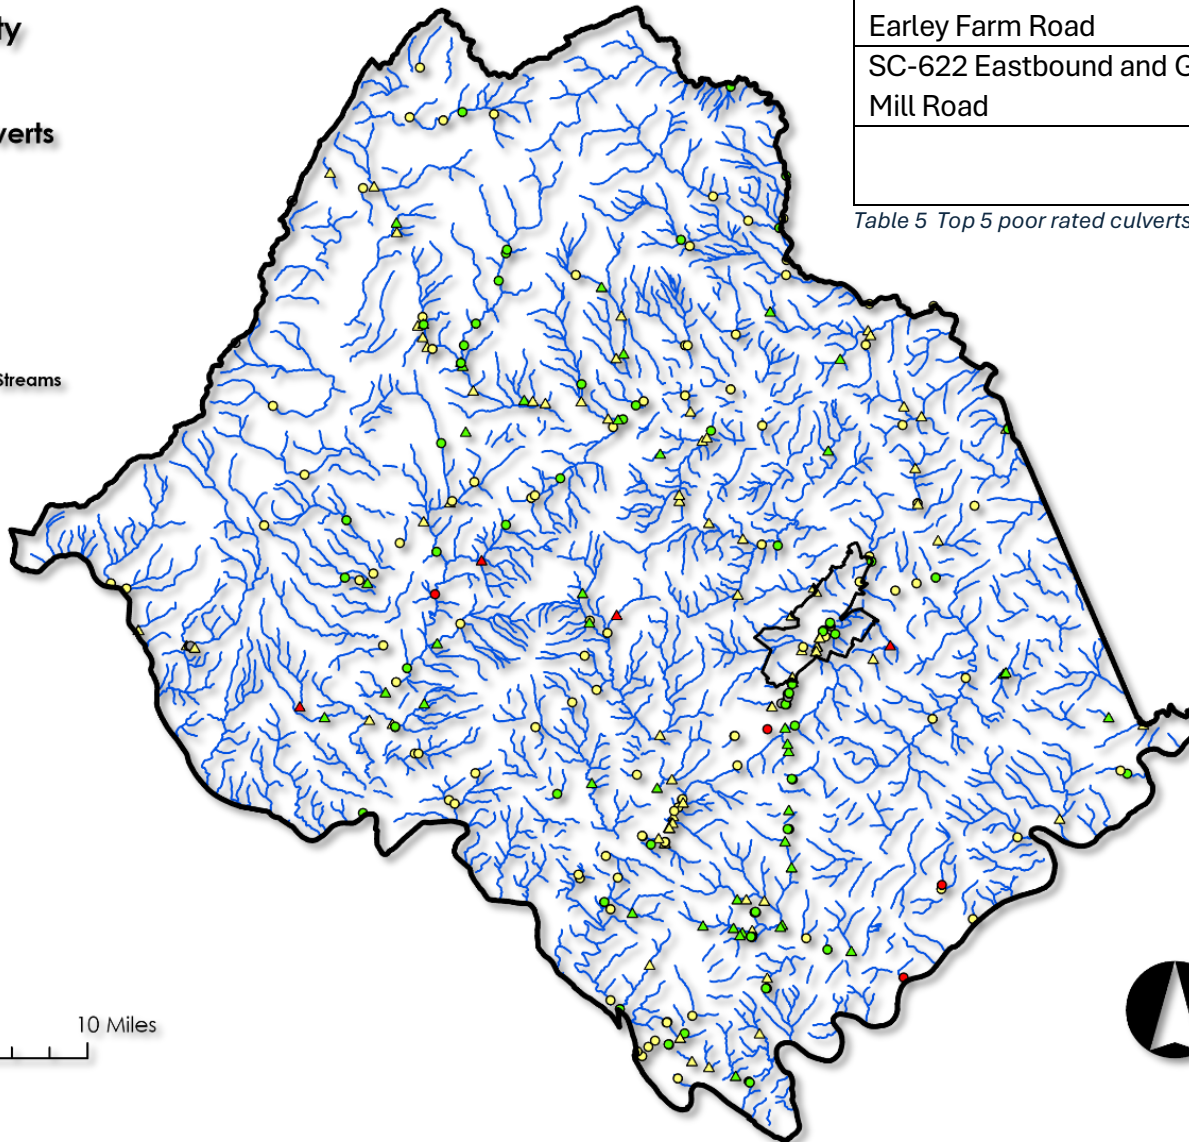 ty
verts
Streams
10 Miles
Earley Farm Road
SC-622 Eastbound and G
Mill Road
Table 5 Top 5 poor rated culverts